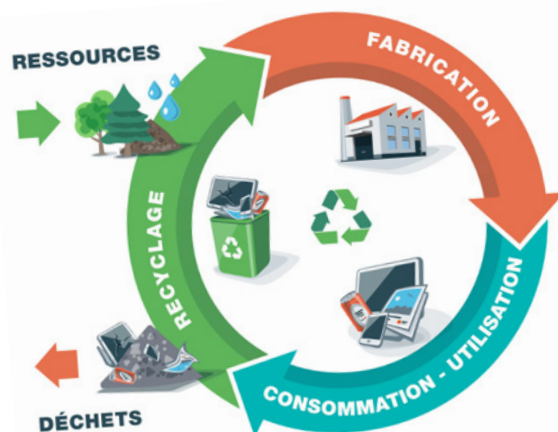 RESSOURCES
FABRICATION
RECYCLAGE
CONSOMMATION - UTILISATION
DÉCHETS